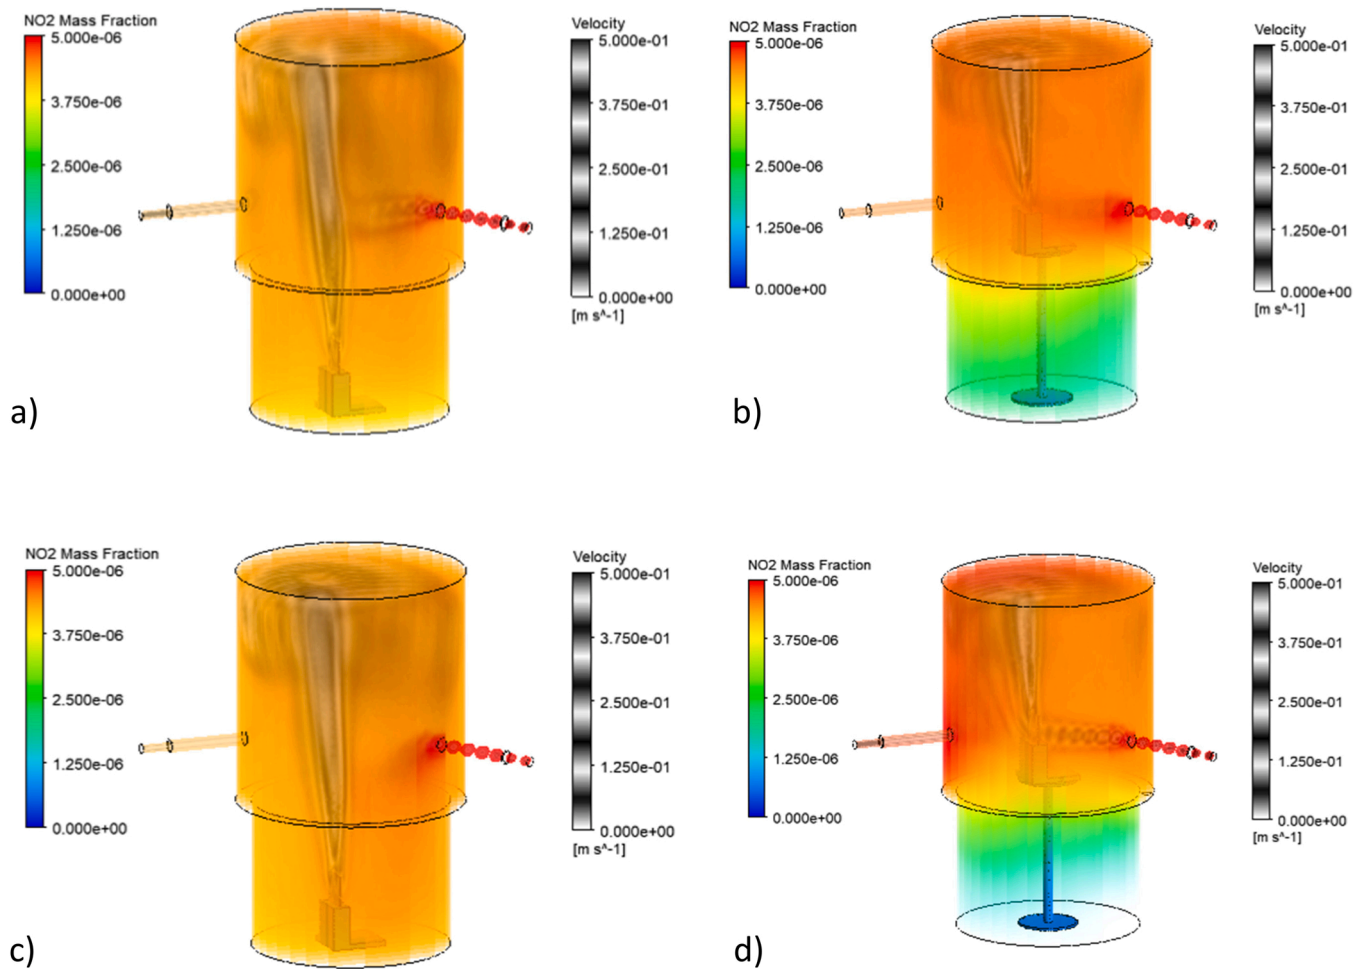 NO2 Mass Fraction
5.000e-06
3.750e-06
2.500e-06
1.250e-06
0.000e+00
Velocity
5.000e-01
3.750e-01
2.500e-01
1.250e-01
0.000e+00
[m s^-1]
a)
NO2 Mass Fraction
5.000e-06
3.750e-06
2.500e-06
1.250e-06
0.000e+00
Velocity
5.000e-01
3.750e-01
2.500e-01
1.250e-01
0.000e+00
[m s^-1]
b)
NO2 Mass Fraction
5.000e-06
3.750e-06
2.500e-06
1.250e-06
0.000e+00
Velocity
5.000e-01
3.750e-01
2.500e-01
1.250e-01
0.000e+00
[m s^-1]
c)
NO2 Mass Fraction
5.000e-06
3.750e-06
2.500e-06
1.250e-06
0.000e+00
Velocity
5.000e-01
3.750e-01
2.500e-01
1.250e-01
0.000e+00
[m s^-1]
d)